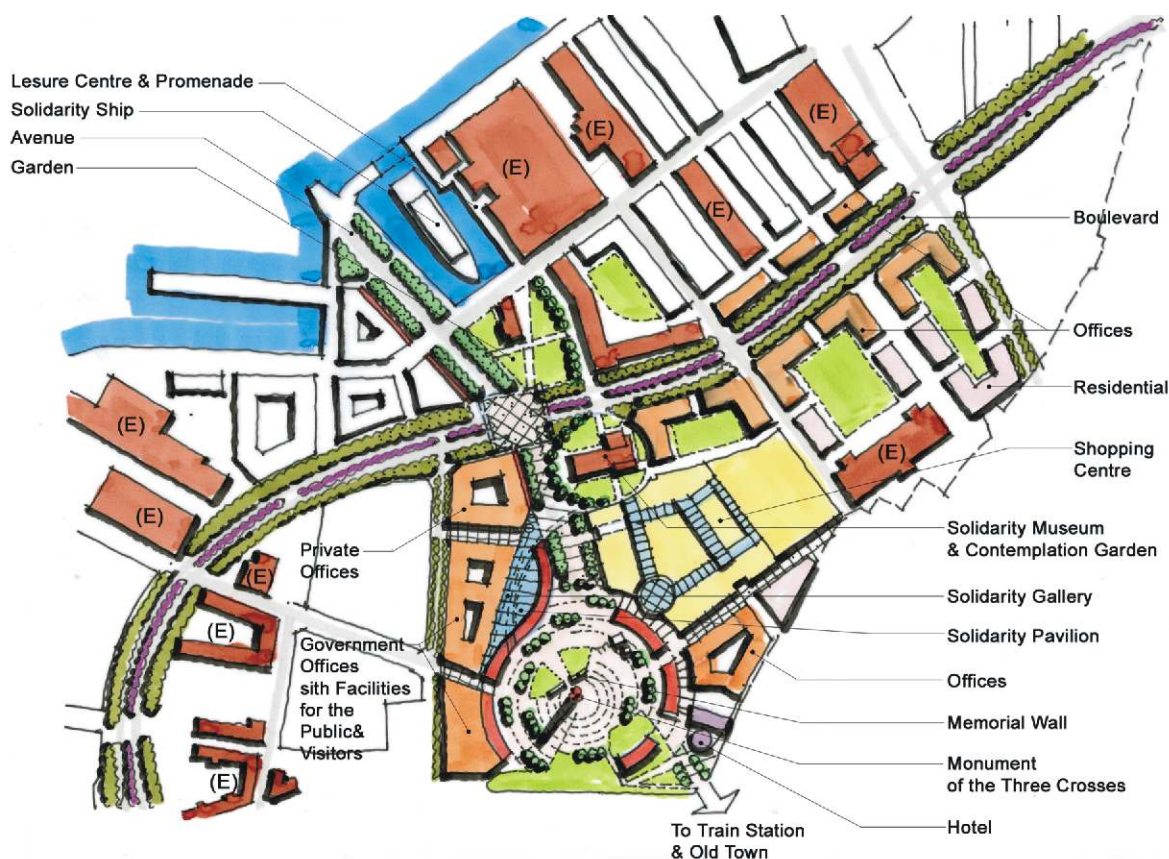 Lesure Centre & Promenade
Solidarity Ship
Avenue
Garden
(E)
(E)
(E)
(E)
Boulevard
Offices
Residential
Shopping
Centre
(E)
(E)
(E)
Solidarity Museum
& Contemplation Garden
Private
Offices
(E)
(E)
Solidarity Gallery
Solidarity Pavilion
Government
Offices
sith Facilities
for the
Public&
Visitors
Offices
Memorial Wall
Monument
of the Three Crosses
(E)
Hotel
To Train Station
& Old Town